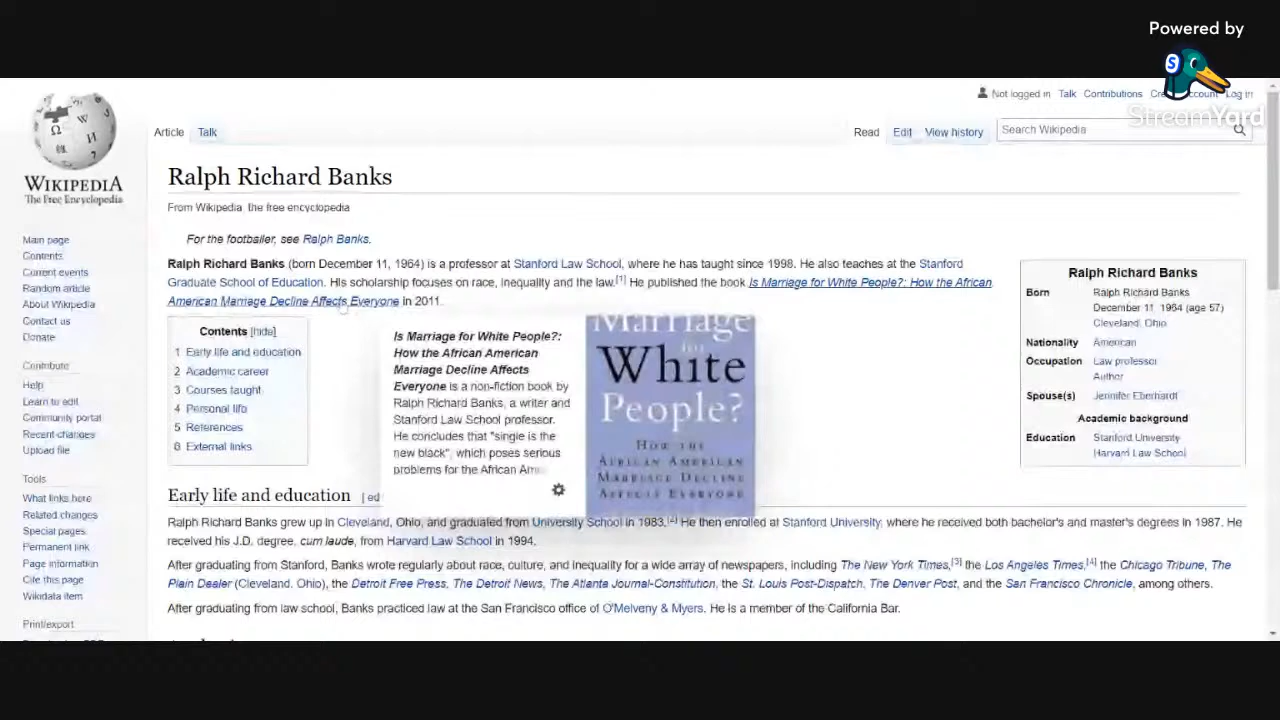 Powered by
S
StreamYard
Not logged in Talk Contributions Create account Log in
WIKIPEDIA
The Free Encyclopedia
Article Talk
Read Edit View history
Search Wikipedia
Ralph Richard Banks
From Wikipedia, the free encyclopedia
For the footballer, see Ralph Banks.
Ralph Richard Banks (born December 11, 1964) is a professor at Stanford Law School, where he has taught since 1998. He also teaches at the Stanford
Graduate School of Education. His scholarship focuses on race, inequality and the law.[1] He published the book Is Marriage for White People?: How the African
American Marriage Decline Affects Everyone in 2011.
Contents [hide]
1 Early life and education
2 Academic career
3 Courses taught
4 Personal life
5 References
6 External links
Is Marriage for White People?:
How the African American
Marriage Decline Affects
Everyone is a non-fiction book by
Ralph Richard Banks, a writer and
Stanford Law School professor.
He concludes that "single is the
new black", which poses serious
problems for the African Am
Marriage
for
White
People?
HOW THE
AFRICAN AMERICAN
MARRIAGE DECLINE
AFFECTS EVERYONE
Ralph Richard Banks
Born Ralph Richard Banks
December 11, 1964 (age 57)
Cleveland, Ohio
Nationality American
Occupation Law professor
Author
Spouse(s) Jennifer Eberhardt
Academic background
Education Stanford University
Harvard Law School
Early life and education [ ed
Ralph Richard Banks grew up in Cleveland, Ohio, and graduated from University School in 1983.[2] He then enrolled at Stanford University, where he received both bachelor's and master's degrees in 1987. He
received his J.D. degree, cum laude, from Harvard Law School in 1994.
After graduating from Stanford, Banks wrote regularly about race, culture, and inequality for a wide array of newspapers, including The New York Times,[3] the Los Angeles Times,[4] the Chicago Tribune, The
Plain Dealer (Cleveland, Ohio), the Detroit Free Press, The Detroit News, The Atlanta Journal-Constitution, the St. Louis Post-Dispatch, The Denver Post, and the San Francisco Chronicle, among others.
After graduating from law school, Banks practiced law at the San Francisco office of O'Melveny & Myers. He is a member of the California Bar.
Main page
Contents
Current events
Random article
About Wikipedia
Contact us
Donate
Contribute
Help
Learn to edit
Community portal
Recent changes
Upload file
Tools
What links here
Related changes
Special pages
Permanent link
Page information
Cite this page
Wikidata item
Print/export